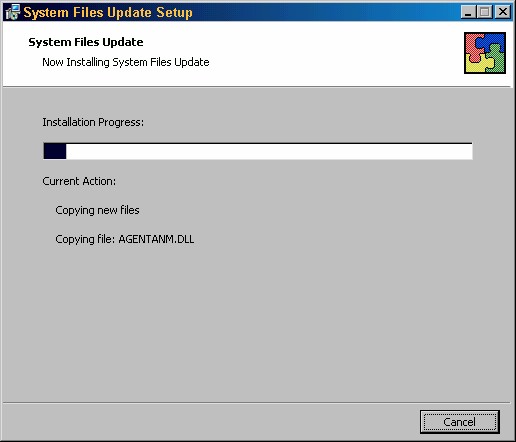 System Files Update Setup
System Files Update
Now Installing System Files Update
Installation Progress:
Current Action:
Copying new files
Copying file: AGENTANM.DLL
Cancel